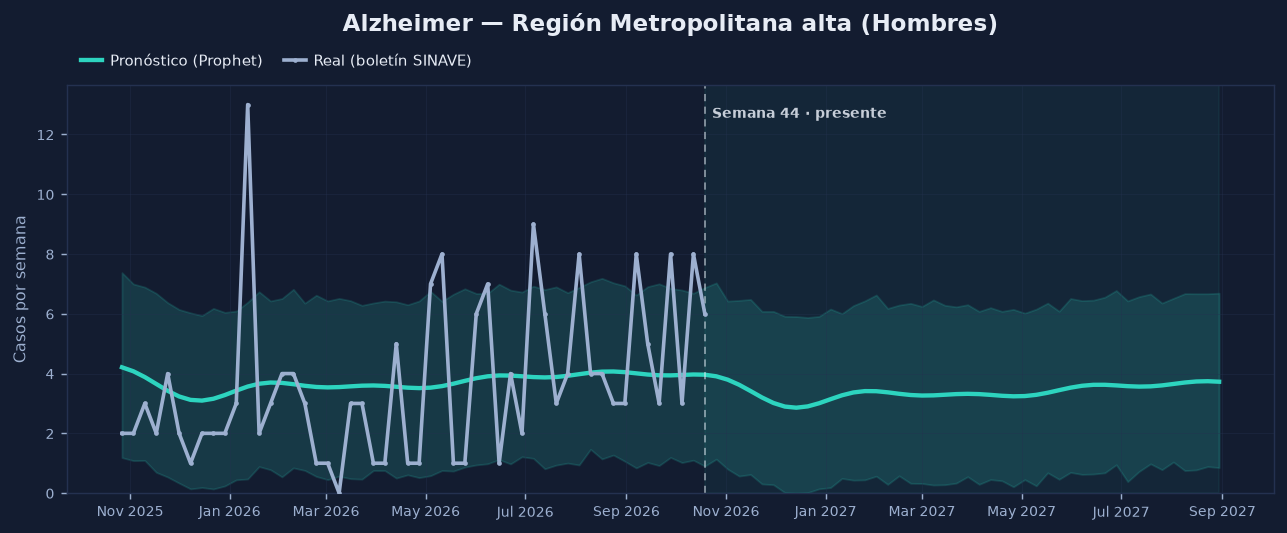 Alzheimer — Región Metropolitana alta (Hombres)
Pronóstico (Prophet)
Real (boletín SINAVE)
Semana 44 · presente
Casos por semana
12
10
8
6
4
2
0
Nov 2025
Jan 2026
Mar 2026
May 2026
Jul 2026
Sep 2026
Nov 2026
Jan 2027
Mar 2027
May 2027
Jul 2027
Sep 2027